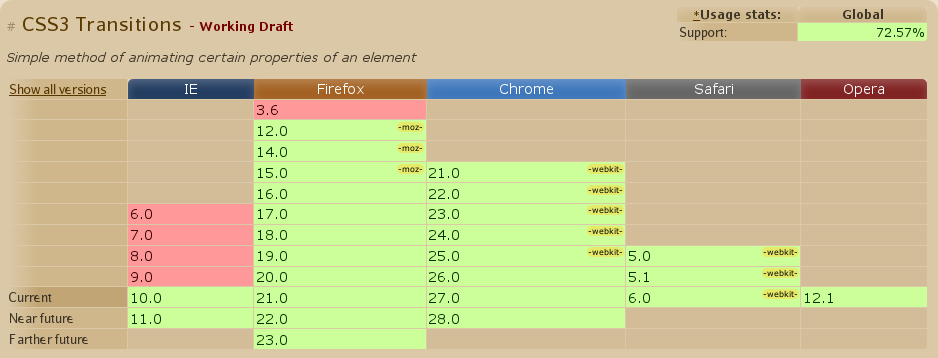 # CSS3 Transitions - Working Draft
*Usage stats: Global
Support: 72.57%
Simple method of animating certain properties of an element
Show all versions IE Firefox Chrome Safari Opera
3.6
12.0 -moz-
14.0 -moz-
15.0 -moz- 21.0 -webkit-
16.0 22.0 -webkit-
6.0 17.0 23.0 -webkit-
7.0 18.0 24.0 -webkit-
8.0 19.0 25.0 -webkit- 5.0 -webkit-
9.0 20.0 26.0 5.1 -webkit-
Current 10.0 21.0 27.0 6.0 -webkit- 12.1
Near future 11.0 22.0 28.0
Farther future 23.0